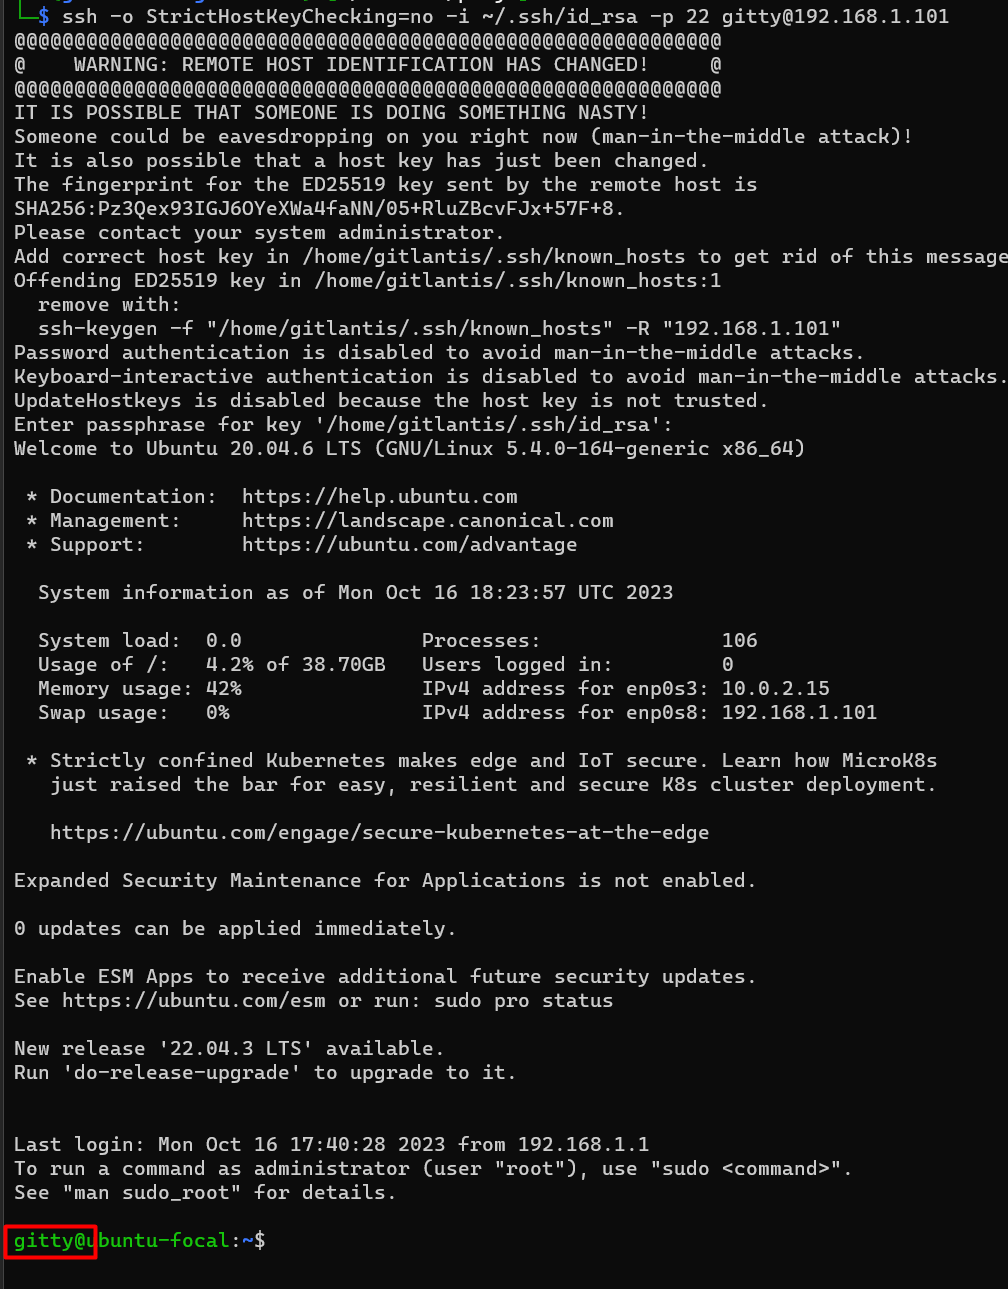 └─$ ssh -o StrictHostKeyChecking=no -i ~/.ssh/id_rsa -p 22 gitty@192.168.1.101
@@@@@@@@@@@@@@@@@@@@@@@@@@@@@@@@@@@@@@@@@@@@@@@@@@@@@@@@@@@
@    WARNING: REMOTE HOST IDENTIFICATION HAS CHANGED!     @
@@@@@@@@@@@@@@@@@@@@@@@@@@@@@@@@@@@@@@@@@@@@@@@@@@@@@@@@@@@
IT IS POSSIBLE THAT SOMEONE IS DOING SOMETHING NASTY!
Someone could be eavesdropping on you right now (man-in-the-middle attack)!
It is also possible that a host key has just been changed.
The fingerprint for the ED25519 key sent by the remote host is
SHA256:Pz3Qex93IGJ6OYeXWa4faNN/05+RluZBcvFJx+57F+8.
Please contact your system administrator.
Add correct host key in /home/gitlantis/.ssh/known_hosts to get rid of this message
Offending ED25519 key in /home/gitlantis/.ssh/known_hosts:1
  remove with:
  ssh-keygen -f "/home/gitlantis/.ssh/known_hosts" -R "192.168.1.101"
Password authentication is disabled to avoid man-in-the-middle attacks.
Keyboard-interactive authentication is disabled to avoid man-in-the-middle attacks.
UpdateHostkeys is disabled because the host key is not trusted.
Enter passphrase for key '/home/gitlantis/.ssh/id_rsa':
Welcome to Ubuntu 20.04.6 LTS (GNU/Linux 5.4.0-164-generic x86_64)

 * Documentation:  https://help.ubuntu.com
 * Management:     https://landscape.canonical.com
 * Support:        https://ubuntu.com/advantage

  System information as of Mon Oct 16 18:23:57 UTC 2023

  System load:  0.0               Processes:               106
  Usage of /:   4.2% of 38.70GB   Users logged in:         0
  Memory usage: 42%               IPv4 address for enp0s3: 10.0.2.15
  Swap usage:   0%                IPv4 address for enp0s8: 192.168.1.101

 * Strictly confined Kubernetes makes edge and IoT secure. Learn how MicroK8s
   just raised the bar for easy, resilient and secure K8s cluster deployment.

   https://ubuntu.com/engage/secure-kubernetes-at-the-edge

Expanded Security Maintenance for Applications is not enabled.

0 updates can be applied immediately.

Enable ESM Apps to receive additional future security updates.
See https://ubuntu.com/esm or run: sudo pro status

New release '22.04.3 LTS' available.
Run 'do-release-upgrade' to upgrade to it.


Last login: Mon Oct 16 17:40:28 2023 from 192.168.1.1
To run a command as administrator (user "root"), use "sudo <command>".
See "man sudo_root" for details.

gitty@ubuntu-focal:~$